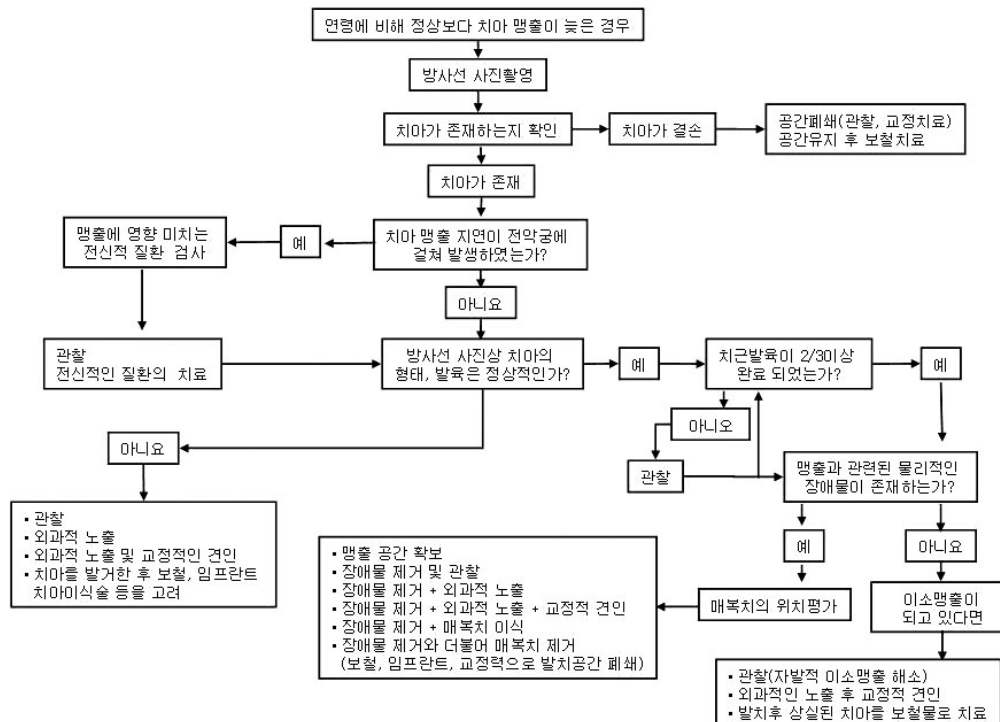 연령에 비해 정상보다 치아 맹출이 늦은 경우
방사선 사진촬영
치아가 존재하는지 확인
치아가 결손
공간폐쇄(관찰, 교정치료)
공간유지 후 보철치료
치아가 존재
맹출에 영향 미치는
전신적 질환 검사
예
치아 맹출 지연이 전악궁에
걸쳐 발생하였는가?
아니요
관찰
전신적인 질환의 치료
방사선 사진상 치아의
형태, 발육은 정상적인가?
예
치근발육이 2/3이상
완료 되었는가?
예
아니오
아니요
관찰
맹출과 관련된 물리적인
장애물이 존재하는가?
▪ 관찰
▪ 외과적 노출
▪ 외과적 노출 및 교정적인 견인
▪ 치아를 발거한 후 보철, 임프란트
치아이식술 등을 고려
예
아니요
▪ 맹출 공간 확보
▪ 장애물 제거 및 관찰
▪ 장애물 제거 + 외과적 노출
▪ 장애물 제거 + 외과적 노출 + 교정적 견인
▪ 장애물 제거 + 매복치 이식
▪ 장애물 제거와 더불어 매복치 제거
(보철, 임프란트, 교정력으로 발치공간 폐쇄)
매복치의 위치평가
이소맹출이
되고 있다면
▪ 관찰(자발적 이소맹출 해소)
▪ 외과적인 노출 후 교정적 견인
▪ 발치후 상실된 치아를 보철물로 치료